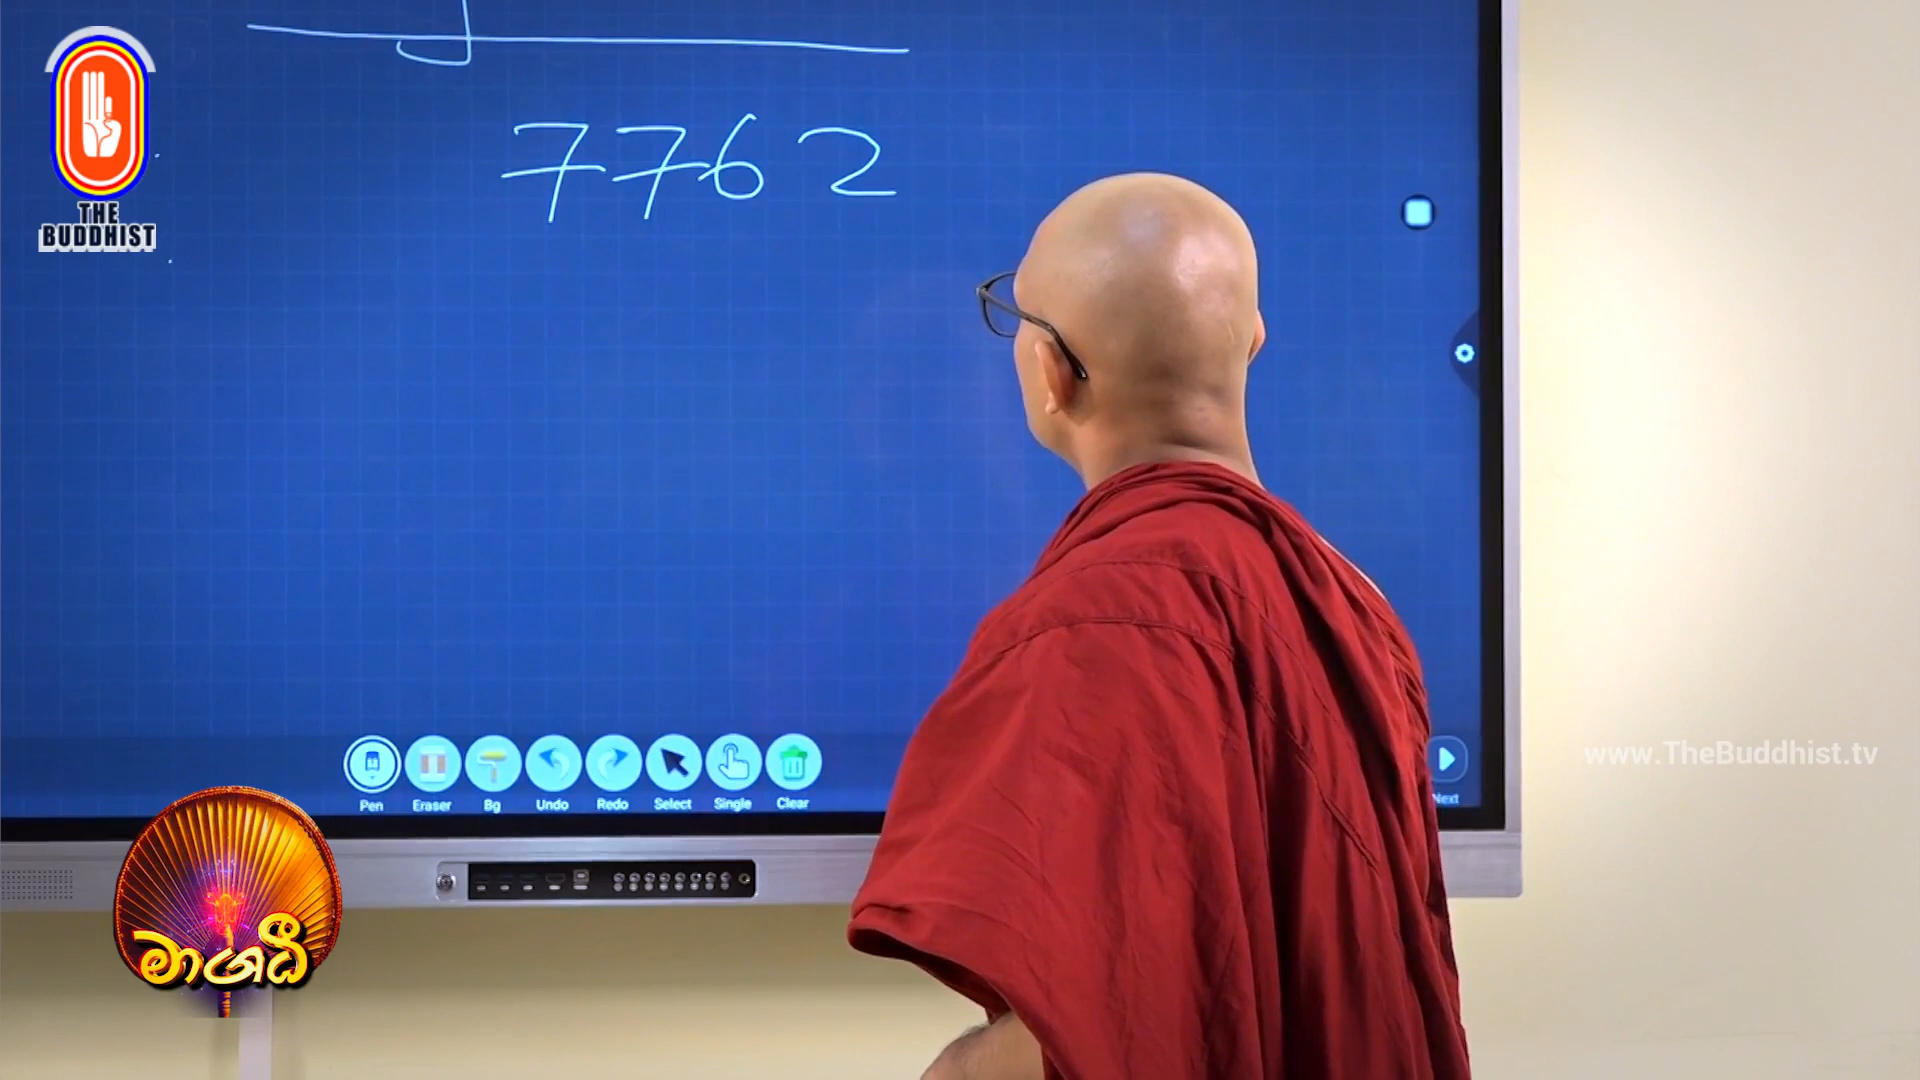 THE
BUDDHIST
7762
www.TheBuddhist.tv
Pen Eraser Bg Undo Redo Select Single Clear
Next
මාගධී